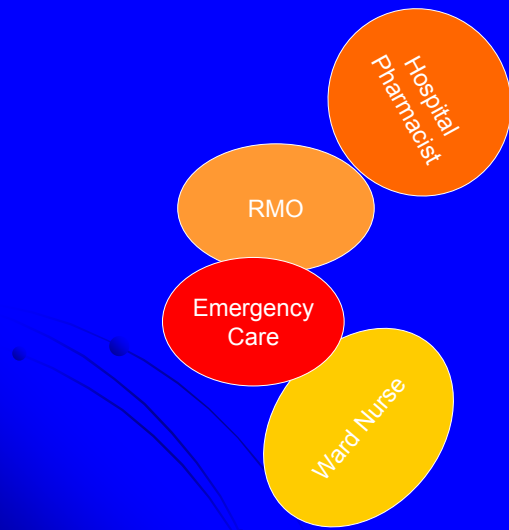 Hospital
Pharmacist
RMO
Emergency
Care
Ward Nurse